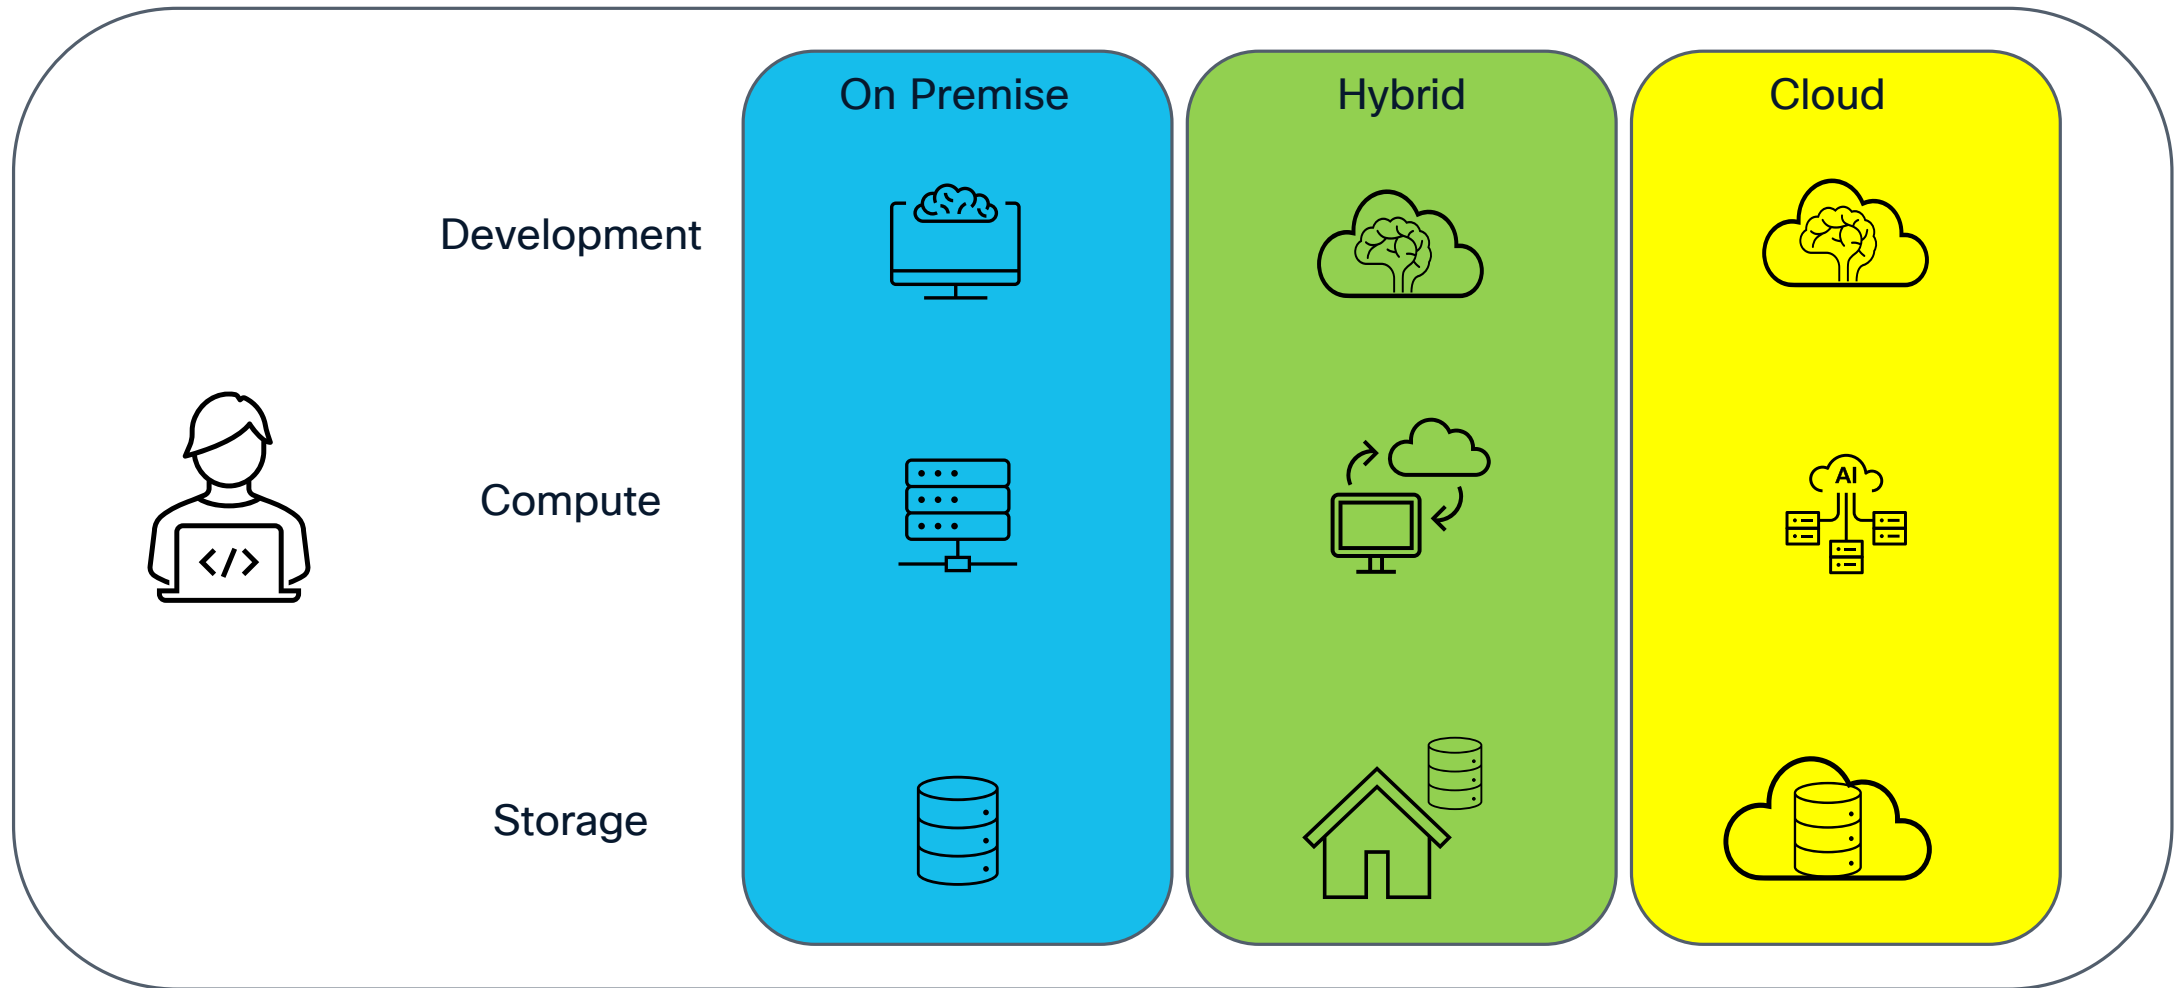 On Premise
Hybrid
Cloud
Development
Compute
AI
</>
Storage